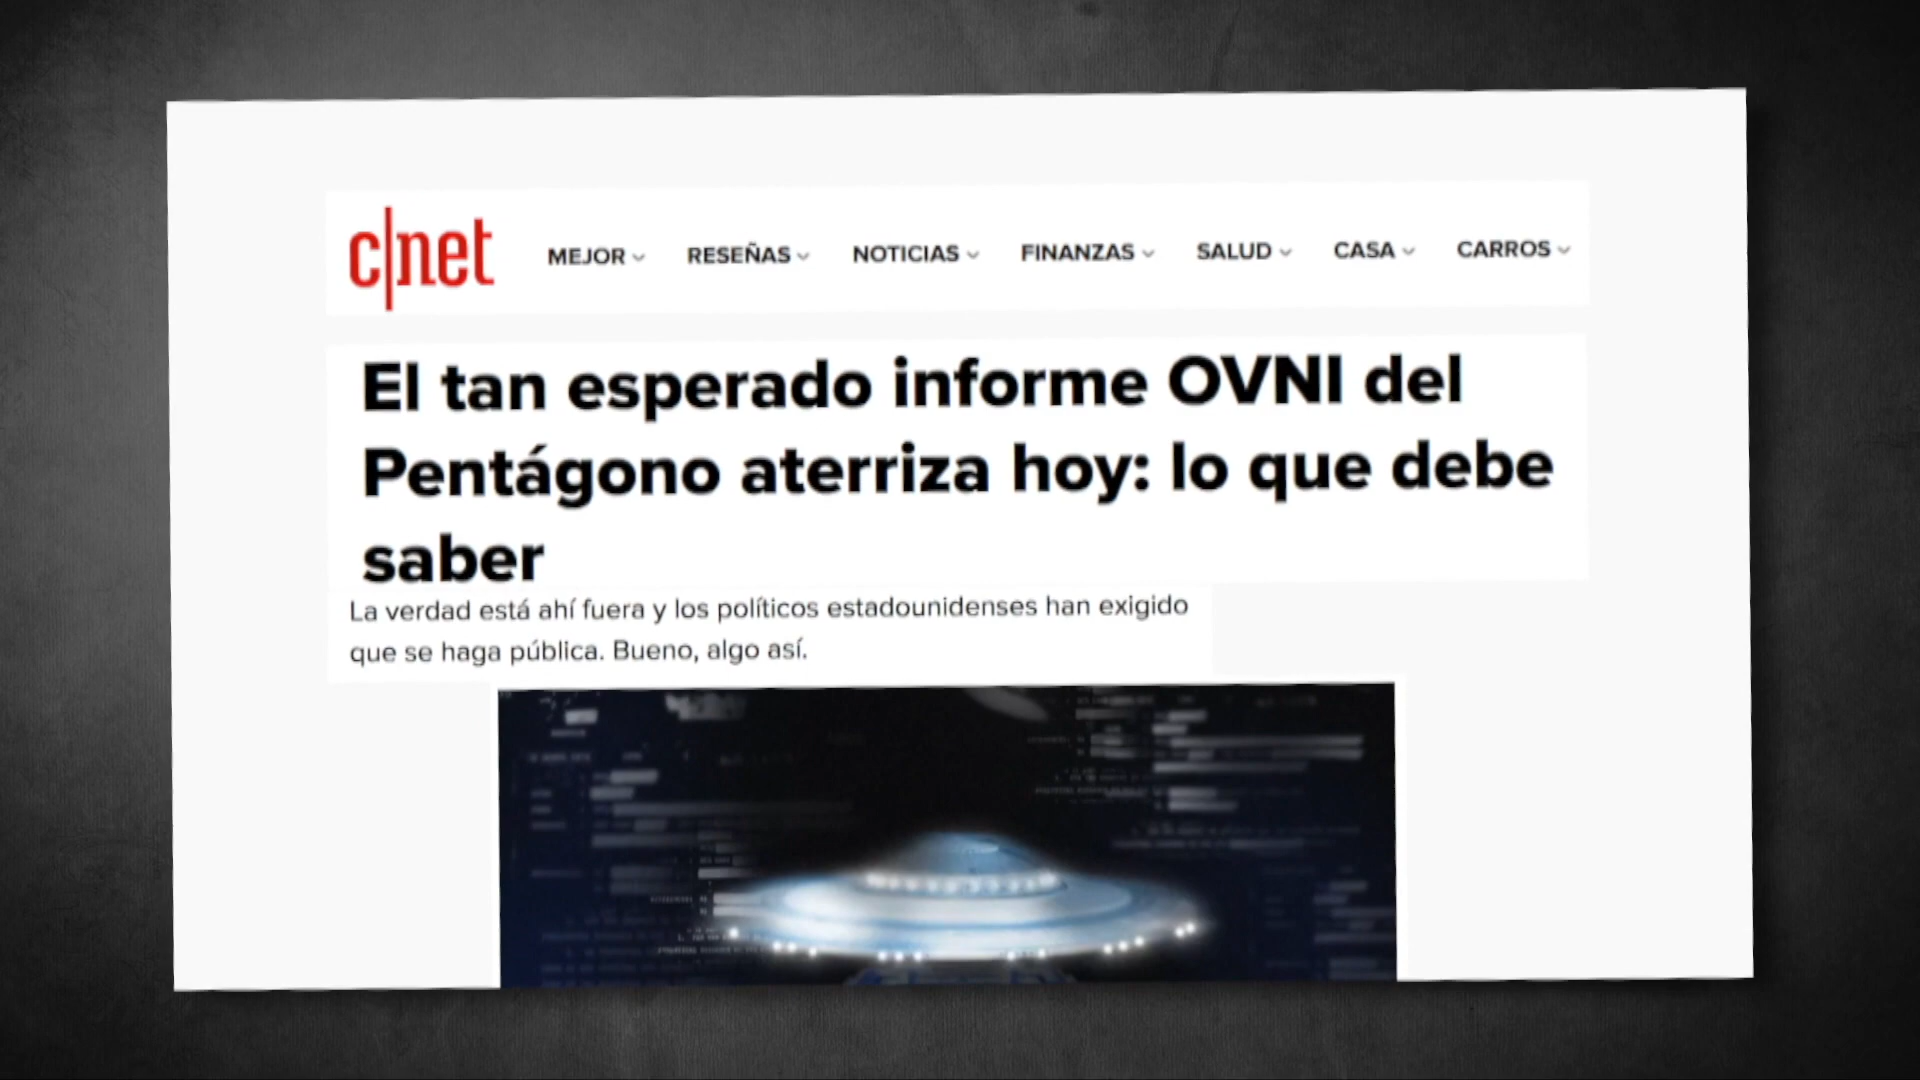 c|net
MEJOR RESEÑAS NOTICIAS FINANZAS SALUD CASA CARROS
El tan esperado informe OVNI del
Pentágono aterriza hoy: lo que debe
saber
La verdad está ahí fuera y los políticos estadounidenses han exigido
que se haga pública. Bueno, algo así.